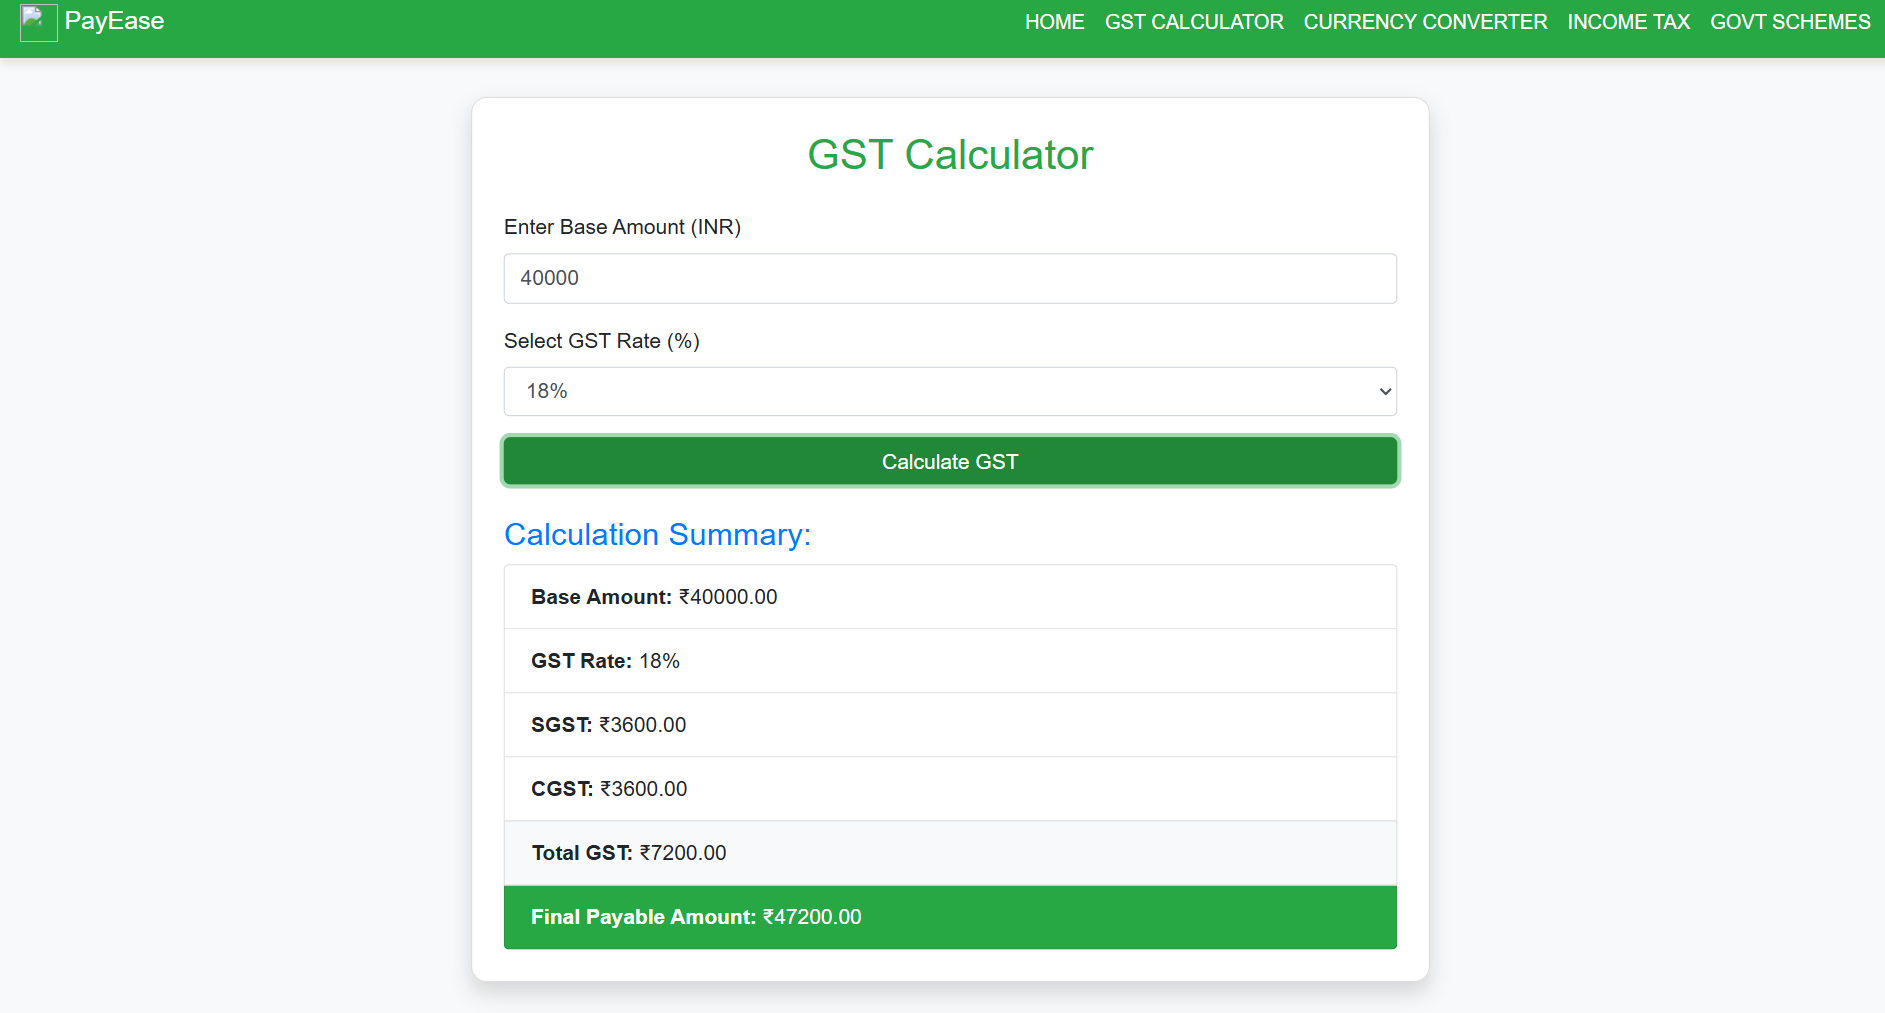 PayEase HOME GST CALCULATOR CURRENCY CONVERTER INCOME TAX GOVT SCHEMES
GST Calculator
Enter Base Amount (INR)
40000
Select GST Rate (%)
18%
Calculate GST
Calculation Summary:
Base Amount: ₹40000.00
GST Rate: 18%
SGST: ₹3600.00
CGST: ₹3600.00
Total GST: ₹7200.00
Final Payable Amount: ₹47200.00